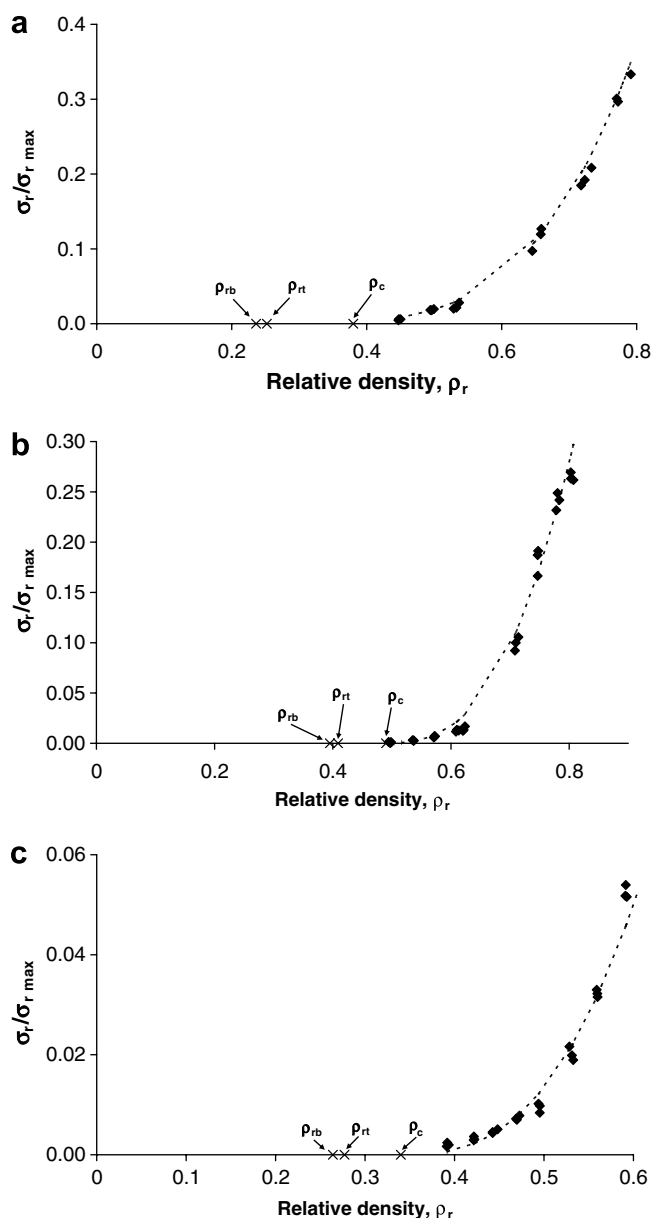 a
0.4
0.3
0.2
0.1
0.0
σr/σr max
ρrb
ρrt
ρc
0 0.2 0.4 0.6 0.8
Relative density, ρr
b
0.30
0.25
0.20
0.15
0.10
0.05
0.00
σr/σr max
ρrb
ρrt
ρc
0 0.2 0.4 0.6 0.8
Relative density, ρr
c
0.06
0.04
0.02
0.00
σr/σr max
ρrb
ρrt
ρc
0 0.1 0.2 0.3 0.4 0.5 0.6
Relative density, ρr